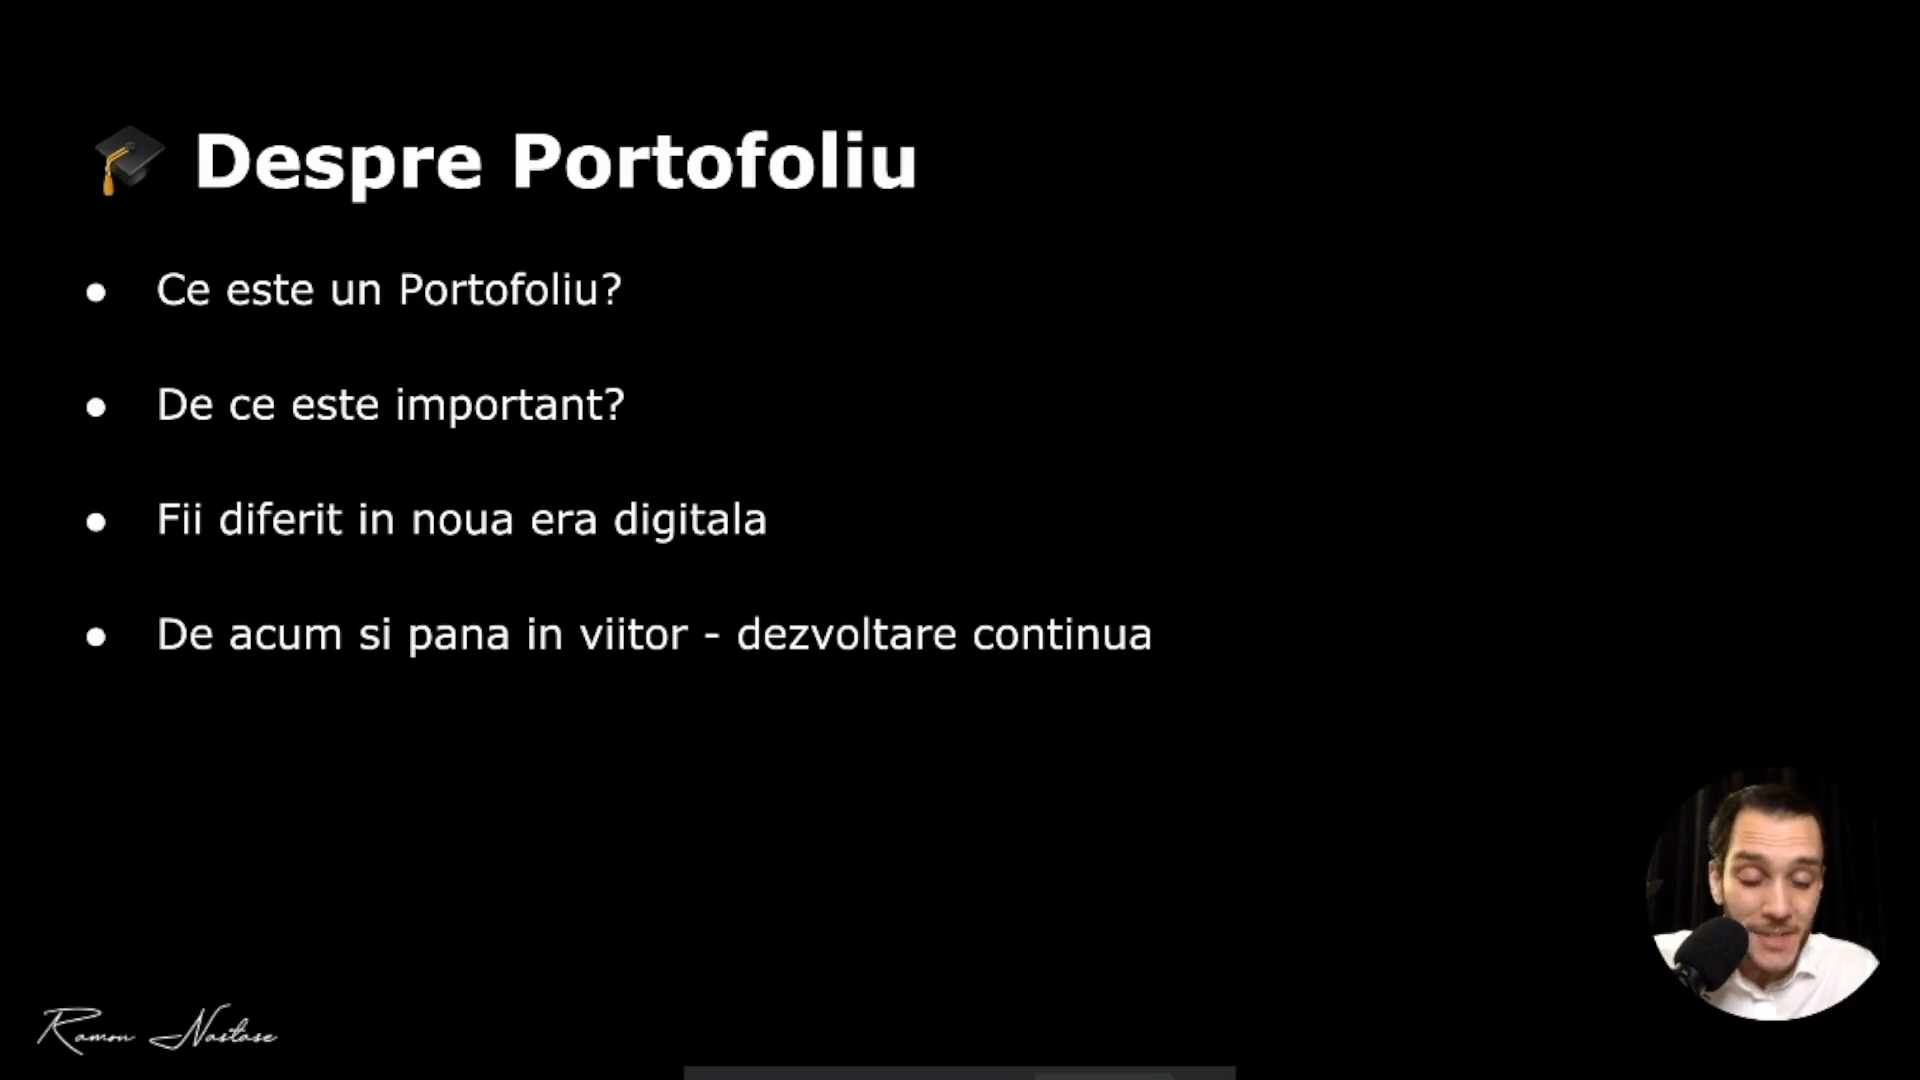 Despre Portofoliu
Ce este un Portofoliu?
De ce este important?
Fii diferit in noua era digitala
De acum si pana in viitor - dezvoltare continua
Ramon Nastase